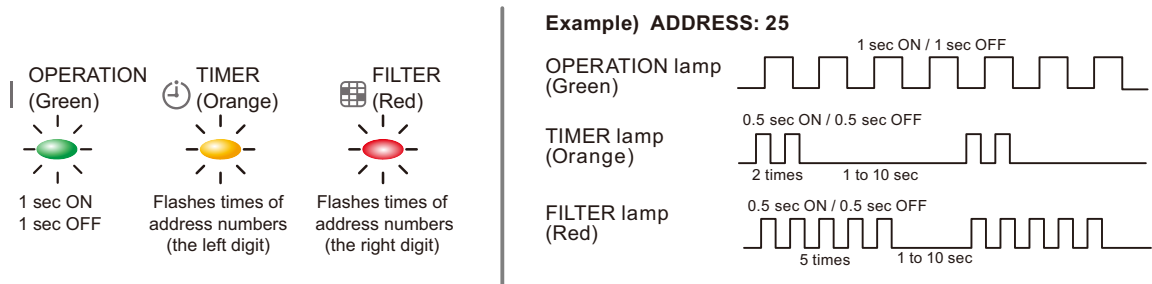 OPERATION
(Green)
1 sec ON
1 sec OFF
TIMER
(Orange)
Flashes times of
address numbers
(the left digit)
FILTER
(Red)
Flashes times of
address numbers
(the right digit)
Example) ADDRESS: 25
OPERATION lamp
(Green)
1 sec ON / 1 sec OFF
TIMER lamp
(Orange)
0.5 sec ON / 0.5 sec OFF
2 times 1 to 10 sec
FILTER lamp
(Red)
0.5 sec ON / 0.5 sec OFF
5 times 1 to 10 sec